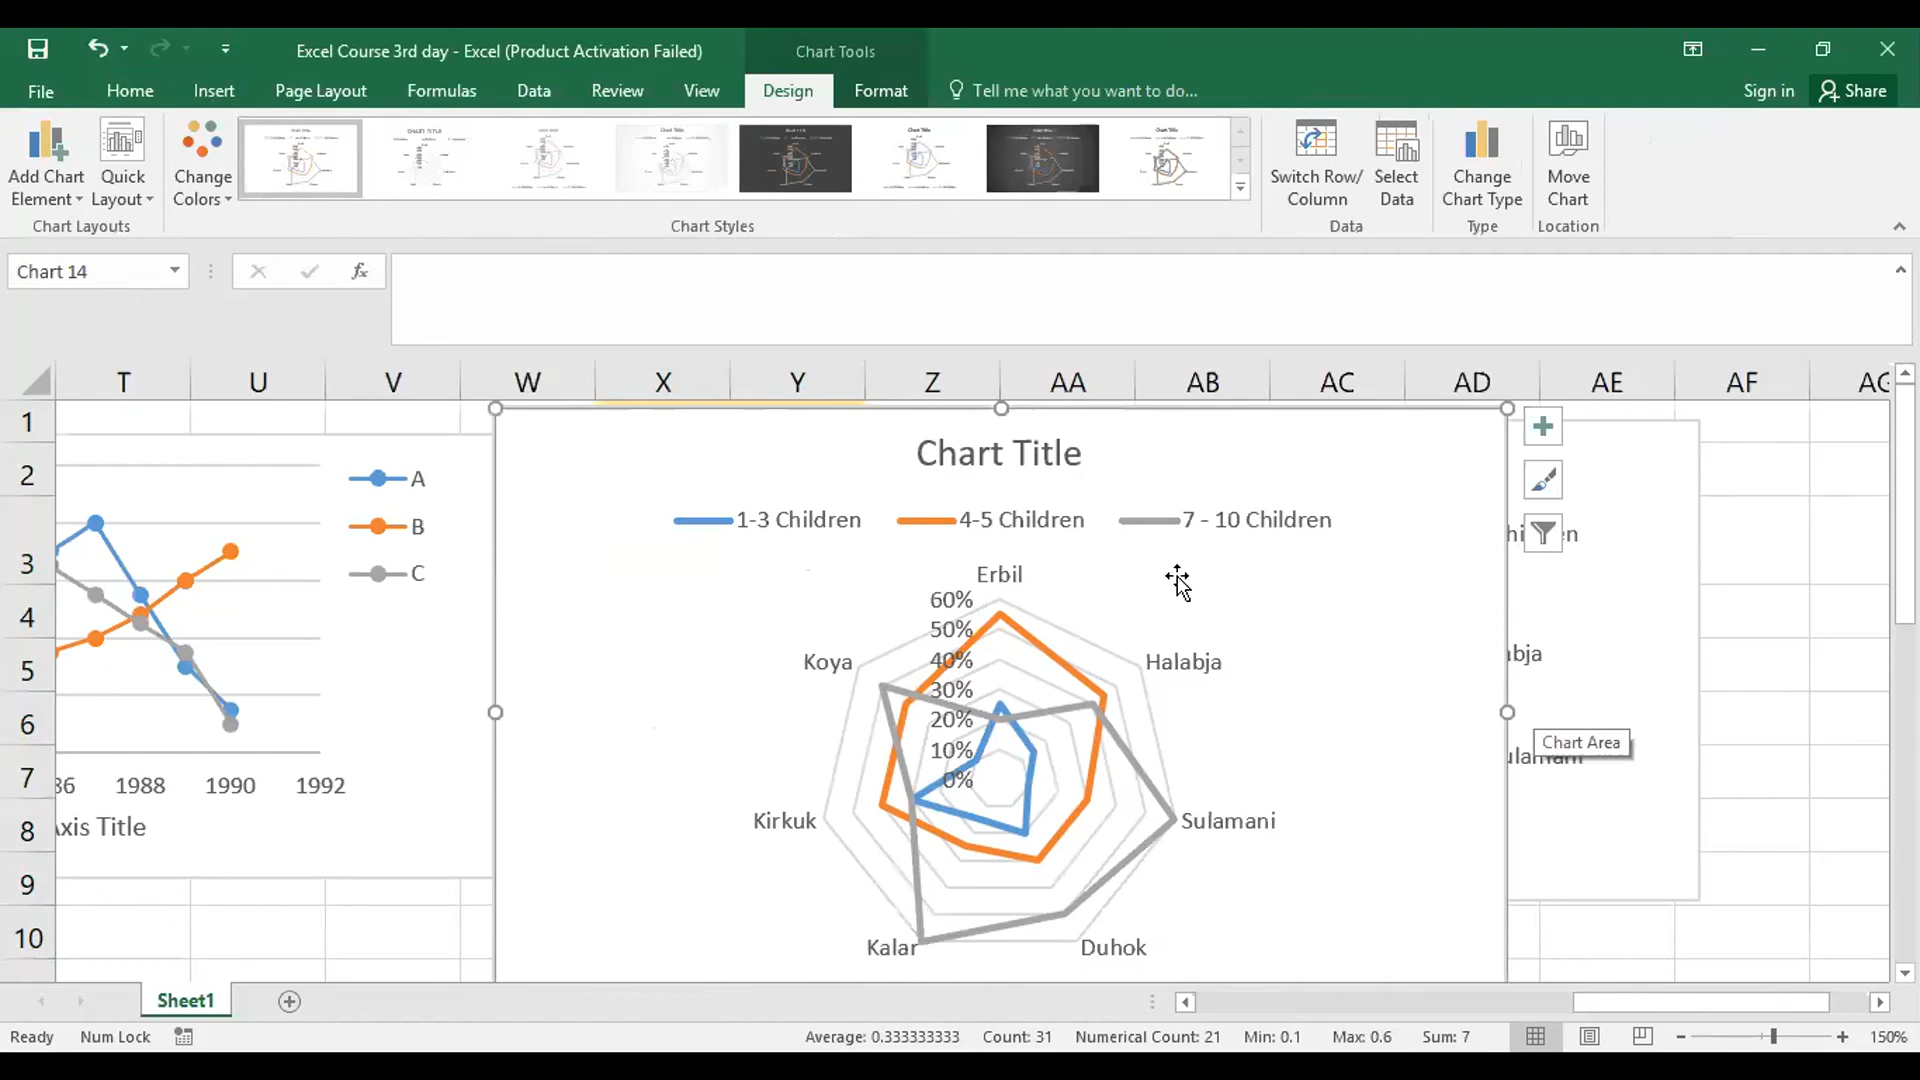 Excel Course 3rd day - Excel (Product Activation Failed)
Chart Tools
File Home Insert Page Layout Formulas Data Review View Design Format Tell me what you want to do... Sign in Share
Add Chart Element
Quick Layout
Change Colors
Switch Row/ Column
Select Data
Change Chart Type
Move Chart
Chart Layouts Chart Styles Data Type Location
Chart 14 fx
T U V W X Y Z AA AB AC AD AE AF AG
1
2
3
4
5
6
7
8
9
10
A
B
C
1988 1990 1992
Axis Title
Chart Title
1-3 Children 4-5 Children 7 - 10 Children
Erbil
60%
50%
40%
30%
20%
10%
0%
Halabja
Sulamani
Duhok
Kalar
Kirkuk
Koya
Chart Area
Sheet1
Ready Num Lock Average: 0.333333333 Count: 31 Numerical Count: 21 Min: 0.1 Max: 0.6 Sum: 7 150%